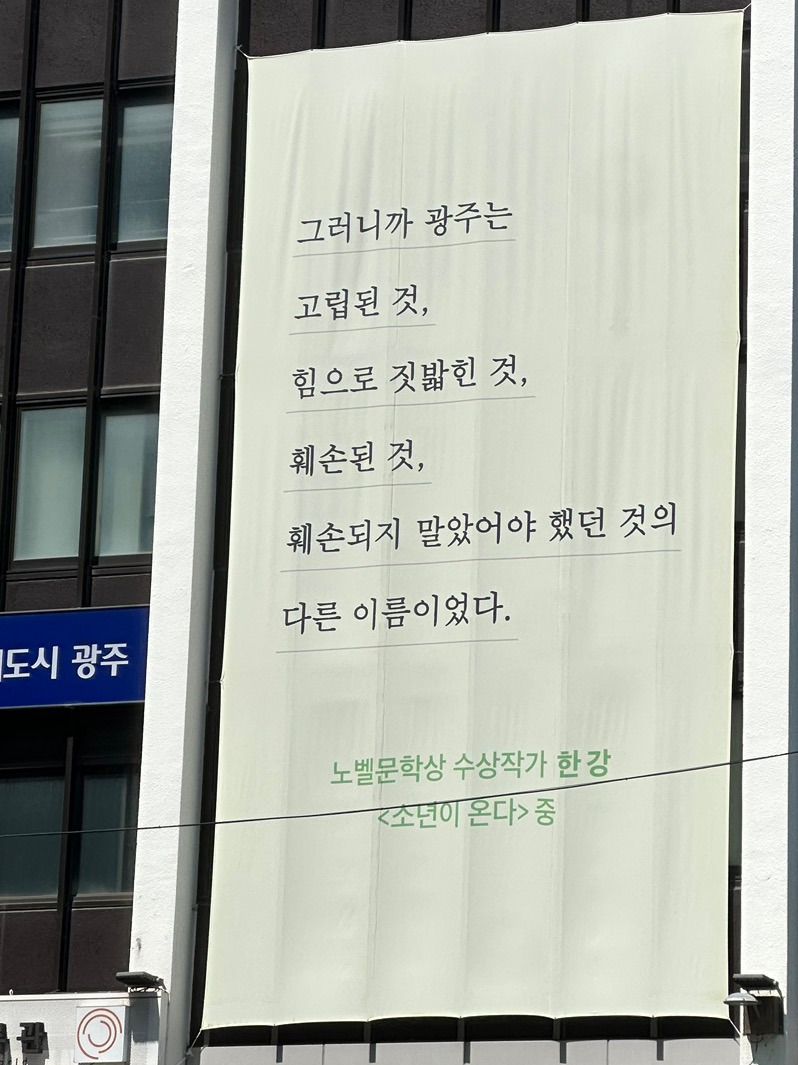 그러니까 광주는
고립된 것,
힘으로 짓밟힌 것,
훼손된 것,
훼손되지 말았어야 했던 것의
다른 이름이었다.
노벨문학상 수상작가 한강
<소년이 온다> 중
도시 광주
관